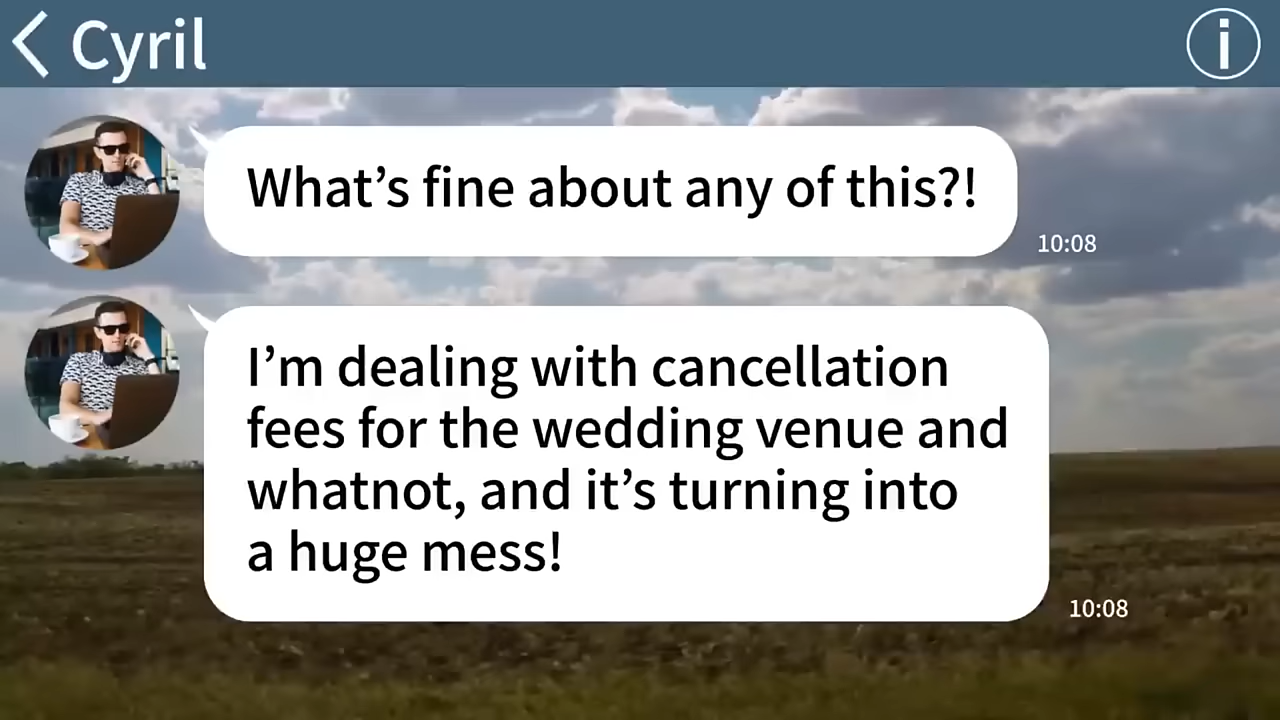 Cyril
What’s fine about any of this?!
10:08
I’m dealing with cancellation
fees for the wedding venue and
whatnot, and it’s turning into
a huge mess!
10:08